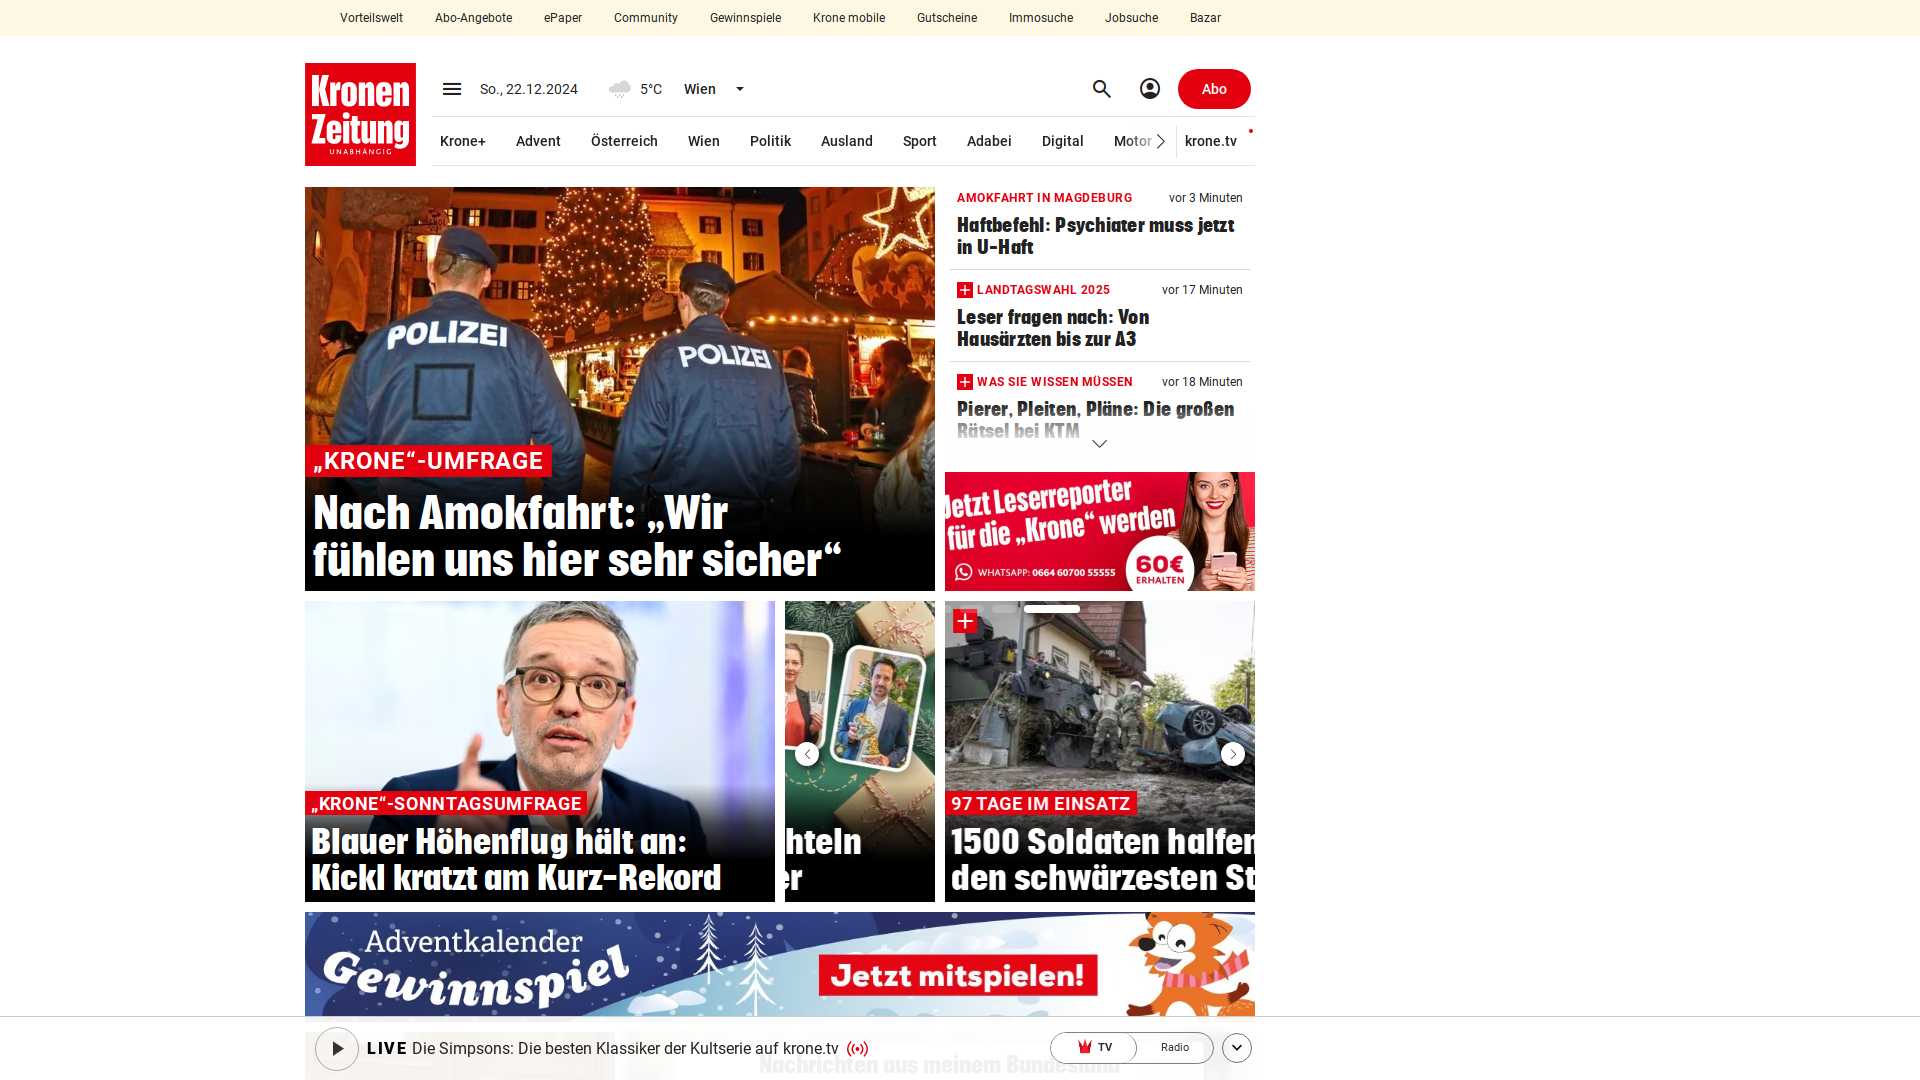 Vorteilswelt Abo-Angebote ePaper Community Gewinnspiele Krone mobile Gutscheine Immosuche Jobsuche Bazar
Kronen
Zeitung
UNABHÄNGIG
So., 22.12.2024 5°C Wien Abo
Krone+ Advent Österreich Wien Politik Ausland Sport Adabei Digital Motor krone.tv
POLIZEI
POLIZEI
„KRONE“-UMFRAGE
Nach Amokfahrt: „Wir
fühlen uns hier sehr sicher“
AMOKFAHRT IN MAGDEBURG vor 3 Minuten
Haftbefehl: Psychiater muss jetzt
in U-Haft
LANDTAGSWAHL 2025 vor 17 Minuten
Leser fragen nach: Von
Hausärzten bis zur A3
WAS SIE WISSEN MÜSSEN vor 18 Minuten
Pierer, Pleiten, Pläne: Die großen
Rätsel bei KTM
Jetzt Leserreporter
für die „Krone“ werden
WHATSAPP: 0664 60700 55555
60€
ERHALTEN
„KRONE“-SONNTAGSUMFRAGE
Blauer Höhenflug hält an:
Kickl kratzt am Kurz-Rekord
hteln
er
97 TAGE IM EINSATZ
1500 Soldaten halfen
den schwärzesten St
Adventkalender
Gewinnspiel
Jetzt mitspielen!
LIVE Die Simpsons: Die besten Klassiker der Kultserie auf krone.tv
TV Radio
Nachrichten aus meinem Bundesland